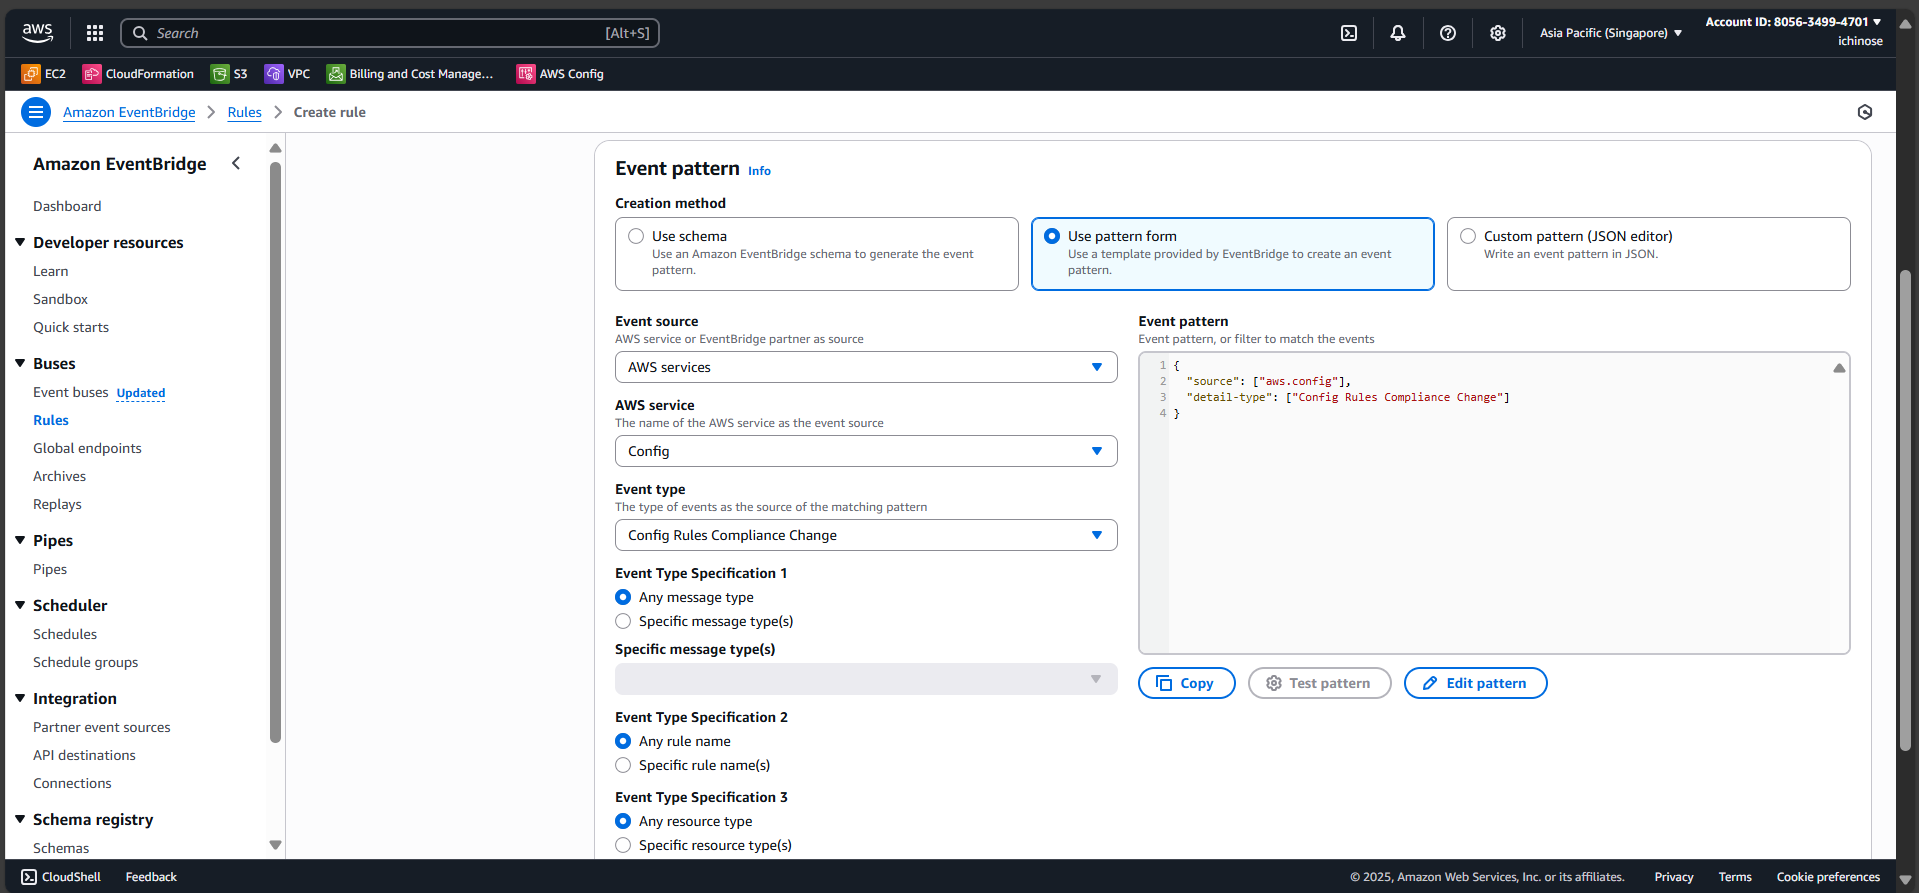 aws
Search
[Alt+S]
Asia Pacific (Singapore)
Account ID: 8056-3499-4701
ichinose
EC2
CloudFormation
S3
VPC
Billing and Cost Manage...
AWS Config
Amazon EventBridge
Rules
Create rule
Amazon EventBridge
Dashboard
Developer resources
Learn
Sandbox
Quick starts
Buses
Event buses Updated
Rules
Global endpoints
Archives
Replays
Pipes
Pipes
Scheduler
Schedules
Schedule groups
Integration
Partner event sources
API destinations
Connections
Schema registry
Schemas
Event pattern Info
Creation method
Use schema
Use an Amazon EventBridge schema to generate the event
pattern.
Use pattern form
Use a template provided by EventBridge to create an event
pattern.
Custom pattern (JSON editor)
Write an event pattern in JSON.
Event source
AWS service or EventBridge partner as source
AWS services
AWS service
The name of the AWS service as the event source
Config
Event type
The type of events as the source of the matching pattern
Config Rules Compliance Change
Event Type Specification 1
Any message type
Specific message type(s)
Specific message type(s)
Event Type Specification 2
Any rule name
Specific rule name(s)
Event Type Specification 3
Any resource type
Specific resource type(s)
Event pattern
Event pattern, or filter to match the events
1 {
2 "source": ["aws.config"],
3 "detail-type": ["Config Rules Compliance Change"]
4 }
Copy
Test pattern
Edit pattern
CloudShell
Feedback
© 2025, Amazon Web Services, Inc. or its affiliates.
Privacy
Terms
Cookie preferences